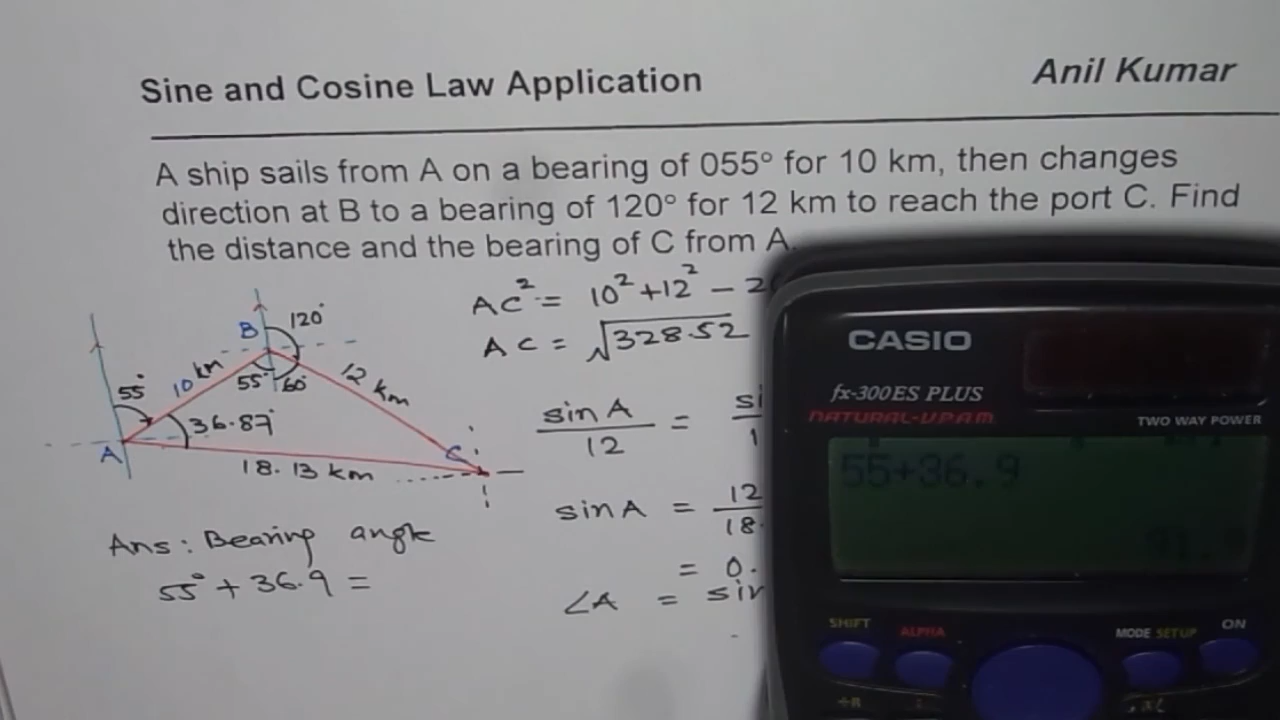 Sine and Cosine Law Application
Anil Kumar
A ship sails from A on a bearing of 055° for 10 km, then changes
direction at B to a bearing of 120° for 12 km to reach the port C. Find
the distance and the bearing of C from A.
AC² = 10² + 12² – 2
AC = √328.52
sin A / 12 =
sin A = 12 / 18.
= 0.
∠A =
B
120°
10 km
55° 60°
12 km
55°
36.87°
A
C
18.13 km
Ans: Bearing angle
55° + 36.9 =
CASIO
fx-300ES PLUS
NATURAL-V.P.A.M.
TWO WAY POWER
55+36.9
91.9
SHIFT
ALPHA
MODE SETUP
ON